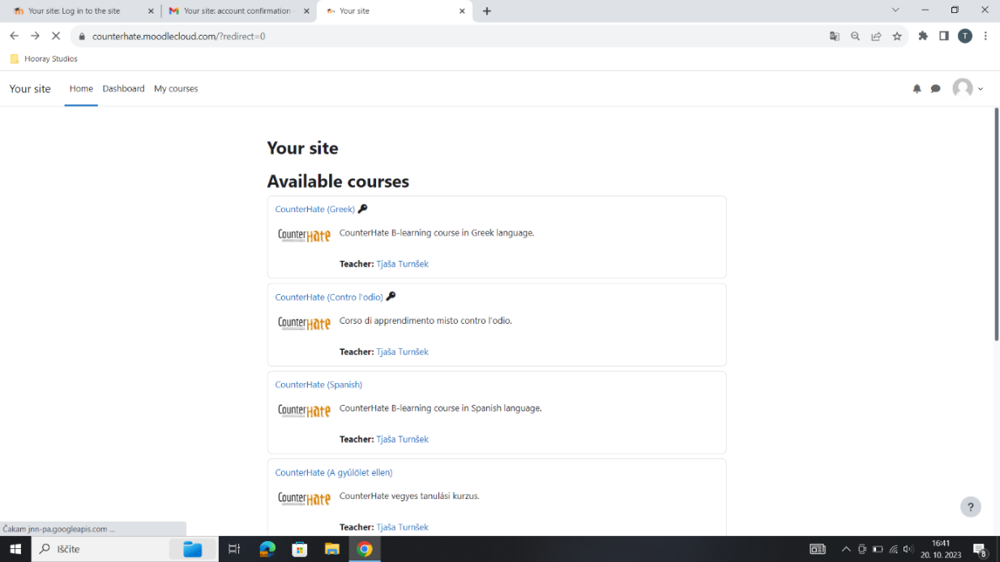 Your site: Log in to the site
Your site: account confirmation
Your site
counterhate.moodlecloud.com/?redirect=0
T
Hooray Studios
Your site Home Dashboard My courses
Your site
Available courses
CounterHate (Greek)
CounterHate
CounterHate B-learning course in Greek language.
Teacher: Tjaša Turnšek
CounterHate (Contro l'odio)
CounterHate
Corso di apprendimento misto contro l'odio.
Teacher: Tjaša Turnšek
CounterHate (Spanish)
CounterHate
CounterHate B-learning course in Spanish language.
Teacher: Tjaša Turnšek
CounterHate (A gyűlölet ellen)
CounterHate
CounterHate vegyes tanulási kurzus.
Teacher: Tjaša Turnšek
?
Čakam jnn-pa.googleapis.com ...
Iščite
16:41
20. 10. 2023
8